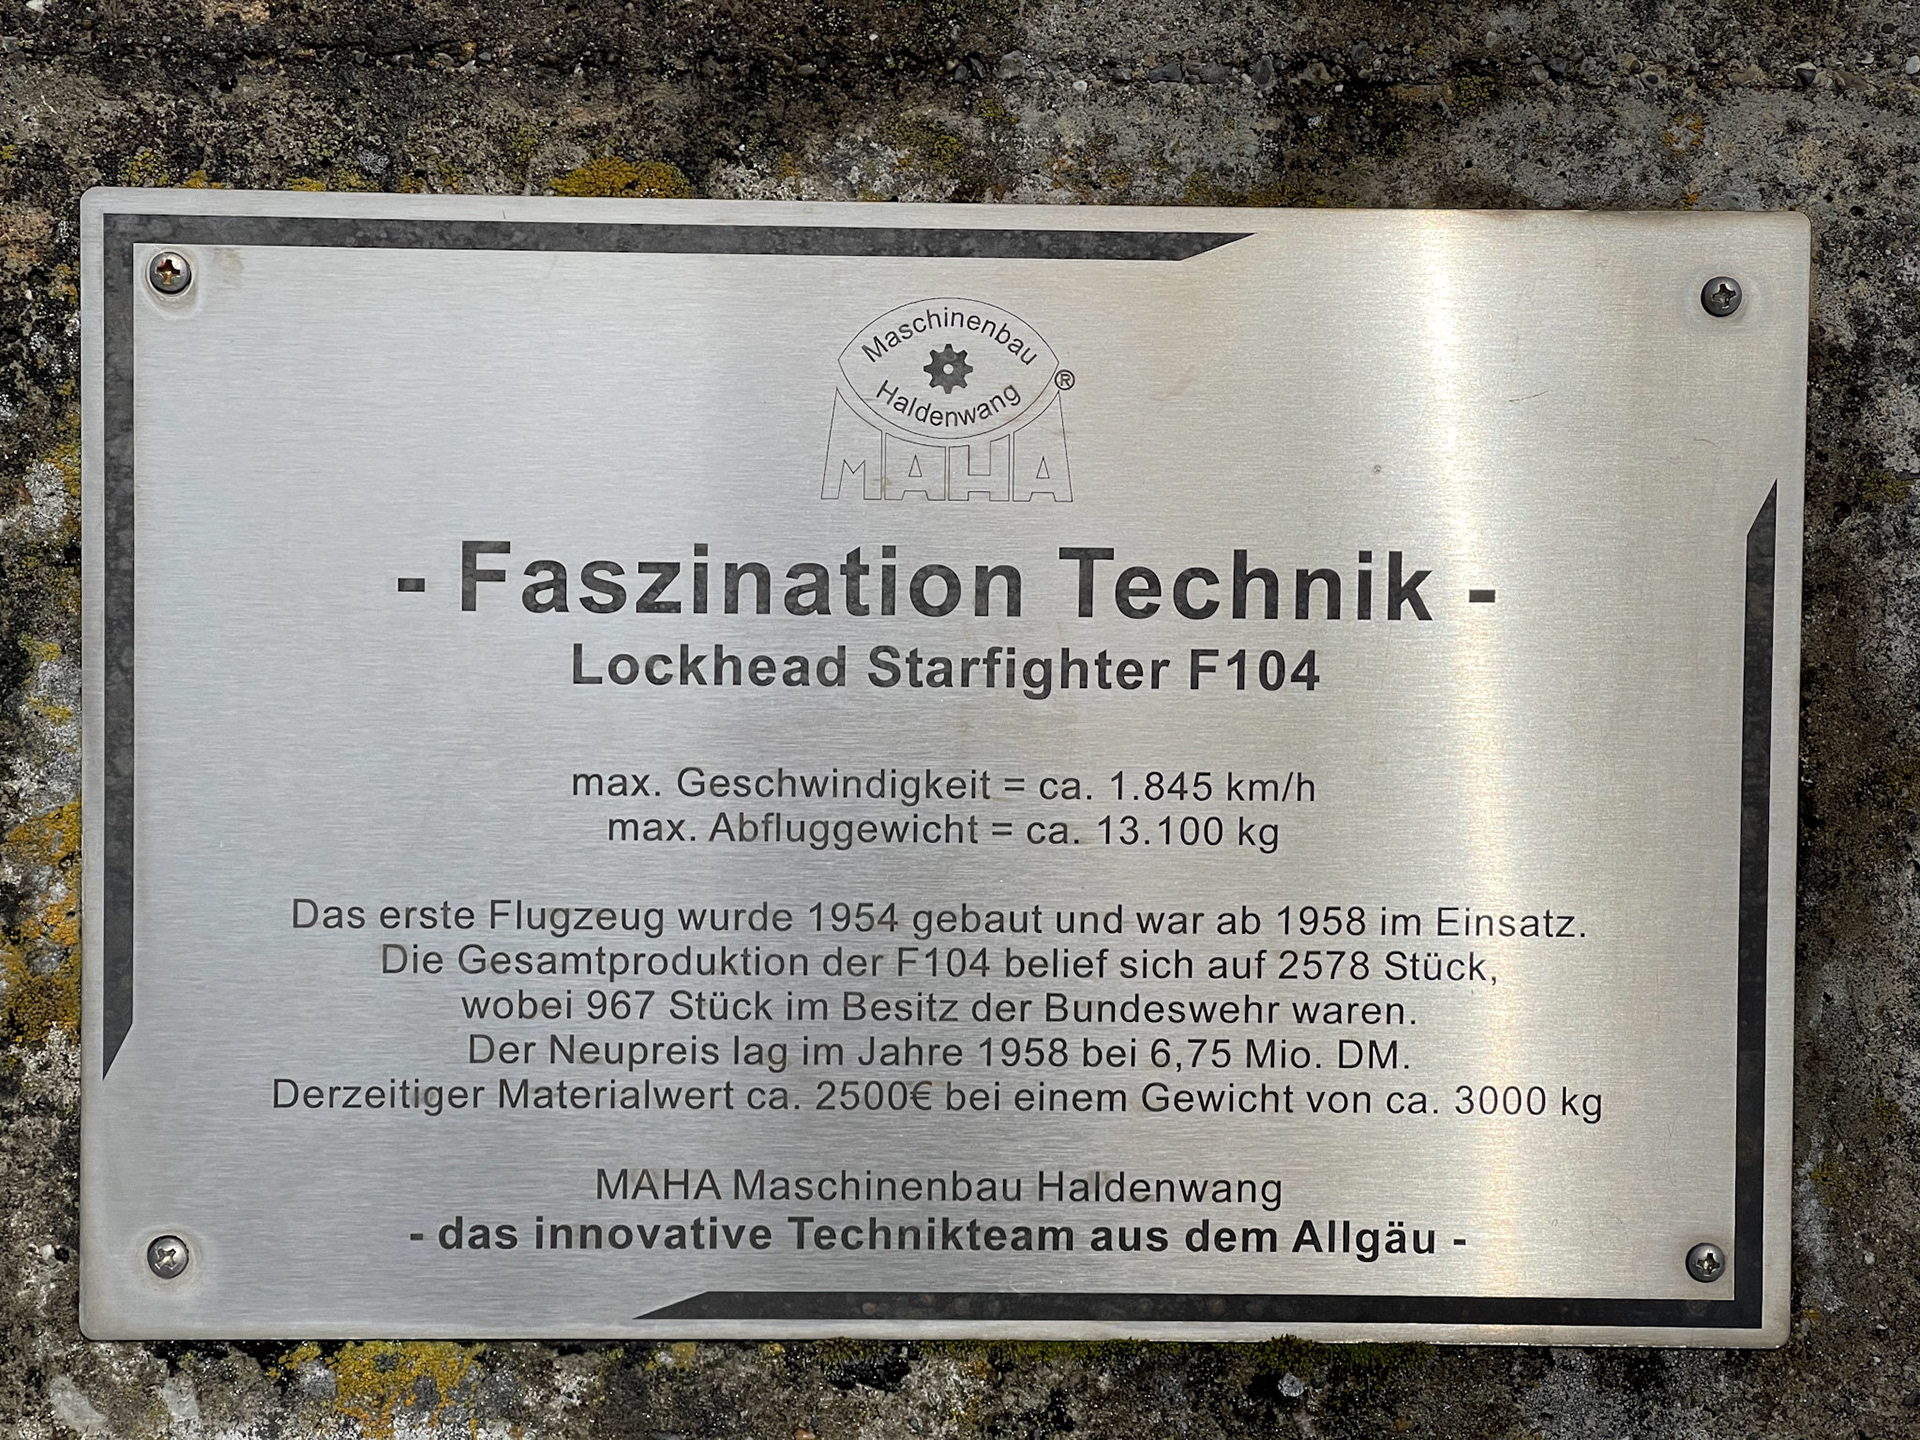 Maschinenbau
Haldenwang
®
MAHA
- Faszination Technik -
Lockhead Starfighter F104
max. Geschwindigkeit = ca. 1.845 km/h
max. Abfluggewicht = ca. 13.100 kg
Das erste Flugzeug wurde 1954 gebaut und war ab 1958 im Einsatz.
Die Gesamtproduktion der F104 belief sich auf 2578 Stück,
wobei 967 Stück im Besitz der Bundeswehr waren.
Der Neupreis lag im Jahre 1958 bei 6,75 Mio. DM.
Derzeitiger Materialwert ca. 2500€ bei einem Gewicht von ca. 3000 kg
MAHA Maschinenbau Haldenwang
- das innovative Technikteam aus dem Allgäu -